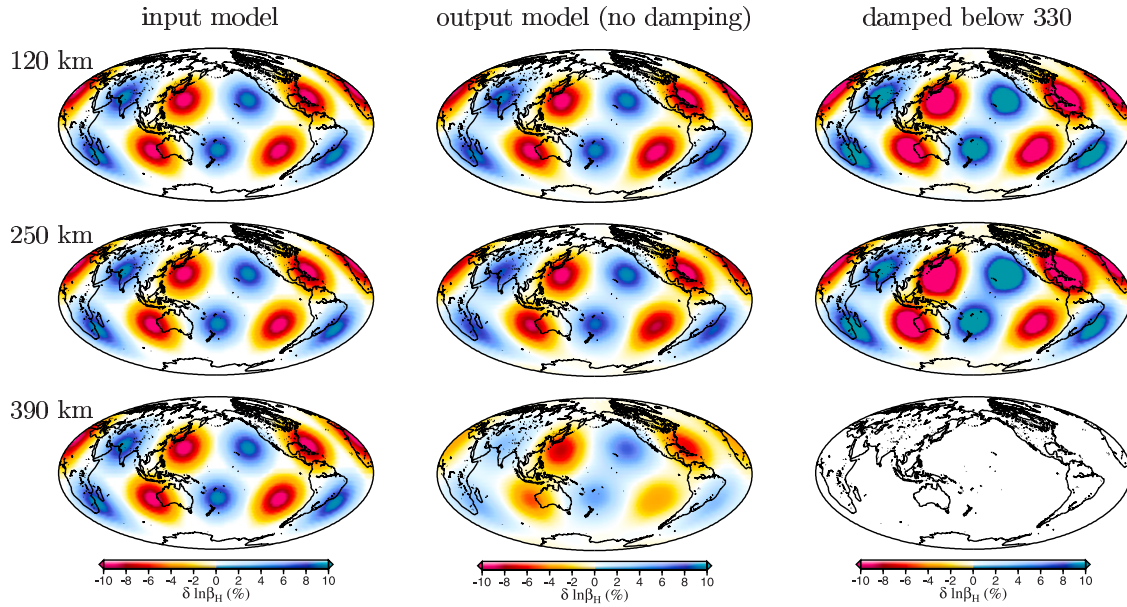 input model
output model (no damping)
damped below 330
120 km
250 km
390 km
-10 -8 -6 -4 -2 0 2 4 6 8 10
δ lnβH (%)
-10 -8 -6 -4 -2 0 2 4 6 8 10
δ lnβH (%)
-10 -8 -6 -4 -2 0 2 4 6 8 10
δ lnβH (%)